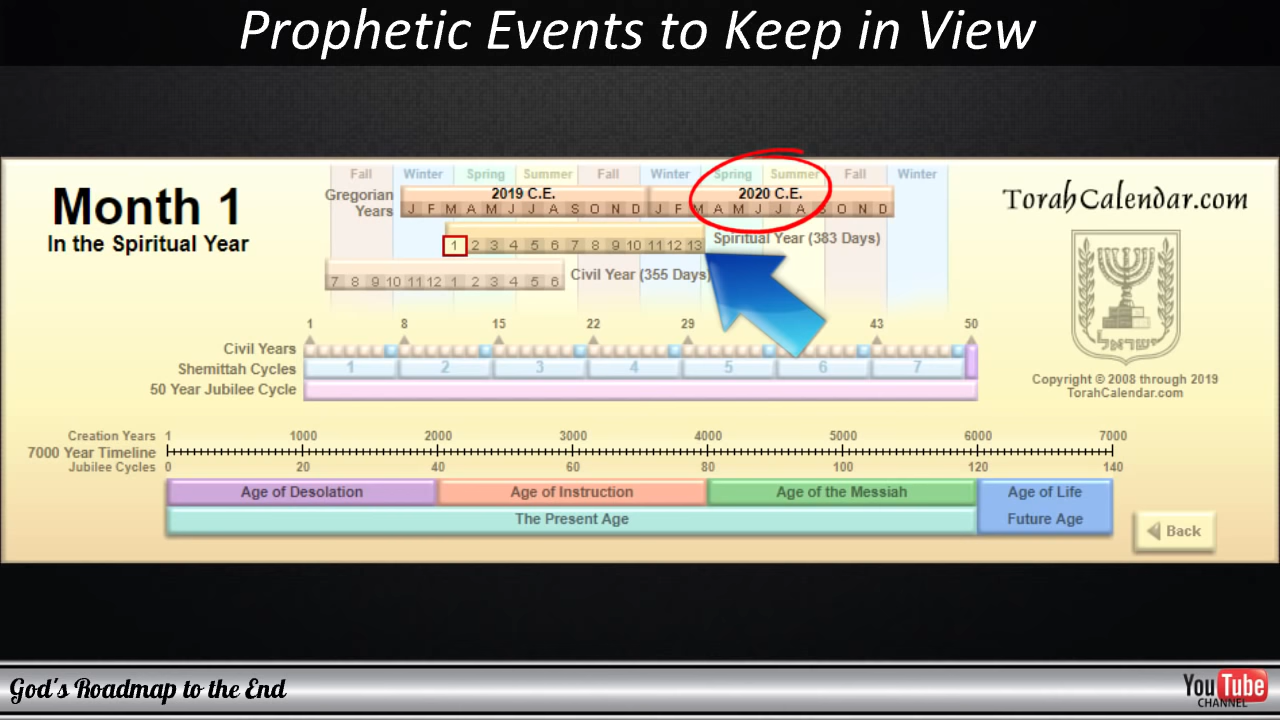 Prophetic Events to Keep in View
Month 1
In the Spiritual Year
Fall Winter Spring Summer Fall Winter Spring Summer Fall Winter
Gregorian
Years
2019 C.E. 2020 C.E.
J F M A M J J A S O N D J F M A M J J A S O N D
1 2 3 4 5 6 7 8 9 10 11 12 13
Spiritual Year (383 Days)
7 8 9 10 11 12 1 2 3 4 5 6
Civil Year (355 Days)
TorahCalendar.com
ישראל
Copyright © 2008 through 2019
TorahCalendar.com
1 8 15 22 29 43 50
Civil Years
Shemittah Cycles 1 2 3 4 5 6 7
50 Year Jubilee Cycle
Creation Years 1 1000 2000 3000 4000 5000 6000 7000
7000 Year Timeline
Jubilee Cycles 0 20 40 60 80 100 120 140
Age of Desolation Age of Instruction Age of the Messiah Age of Life
The Present Age Future Age
Back
God's Roadmap to the End
YouTube
CHANNEL